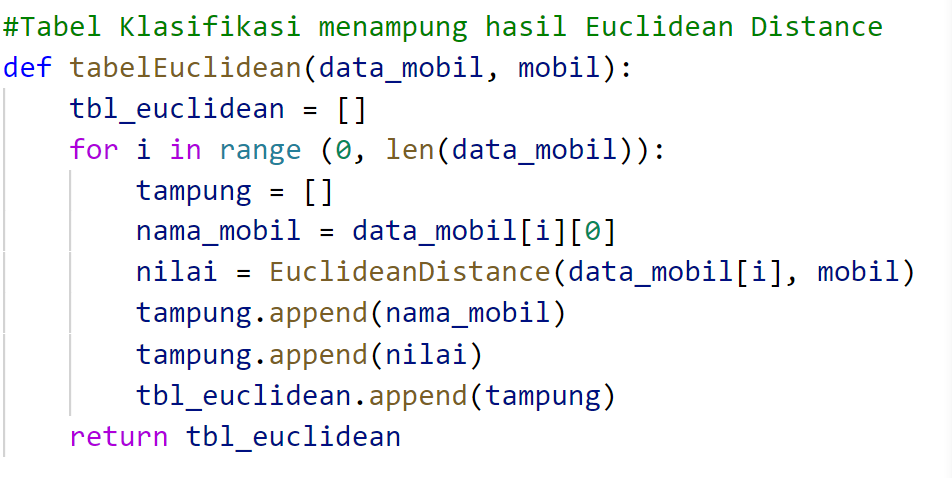 #Tabel Klasifikasi menampung hasil Euclidean Distance
def tabelEuclidean(data_mobil, mobil):
    tbl_euclidean = []
    for i in range (0, len(data_mobil)):
        tampung = []
        nama_mobil = data_mobil[i][0]
        nilai = EuclideanDistance(data_mobil[i], mobil)
        tampung.append(nama_mobil)
        tampung.append(nilai)
        tbl_euclidean.append(tampung)
    return tbl_euclidean